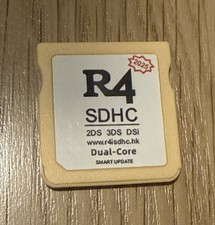 2025
R4
SDHC
2DS 3DS DSi
www.r4isdhc.hk
Dual-Core
SMART UPDATE